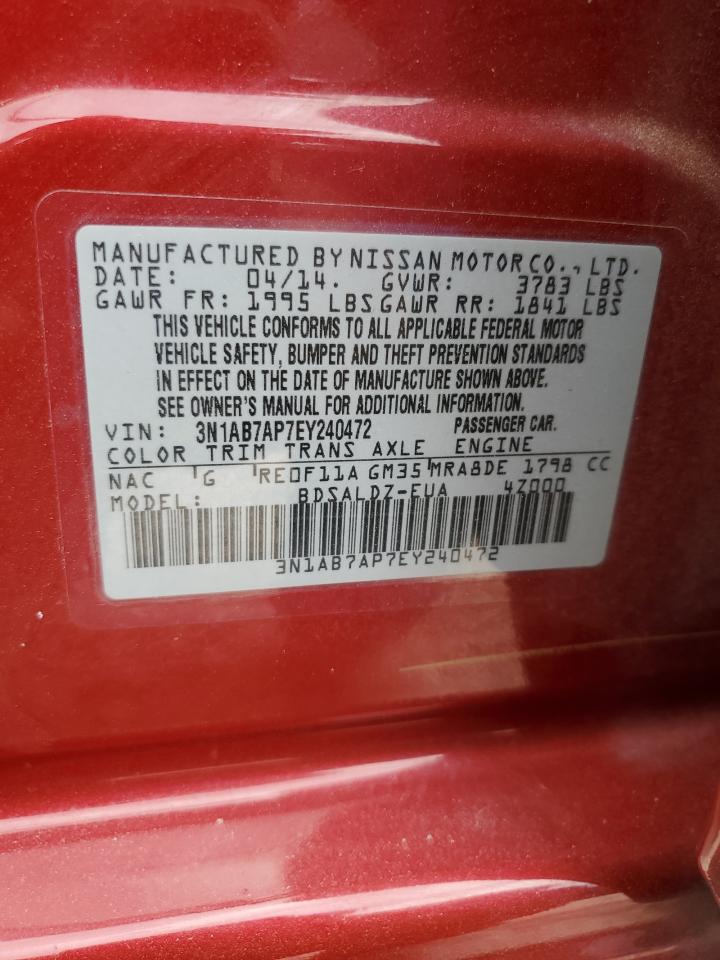 MANUFACTURED BY NISSAN MOTOR CO., LTD.
DATE: 04/14. GVWR: 3783 LBS
GAWR FR: 1995 LBS GAWR RR: 1841 LBS
THIS VEHICLE CONFORMS TO ALL APPLICABLE FEDERAL MOTOR
VEHICLE SAFETY, BUMPER AND THEFT PREVENTION STANDARDS
IN EFFECT ON THE DATE OF MANUFACTURE SHOWN ABOVE.
SEE OWNER'S MANUAL FOR ADDITIONAL INFORMATION.
VIN: 3N1AB7AP7EY240472 PASSENGER CAR.
COLOR TRIM TRANS AXLE ENGINE
NAC G RE0F11A GM35 MRA8DE 1798 CC
MODEL: BDSALDZ-EUA 4Z000
3N1AB7AP7EY240472